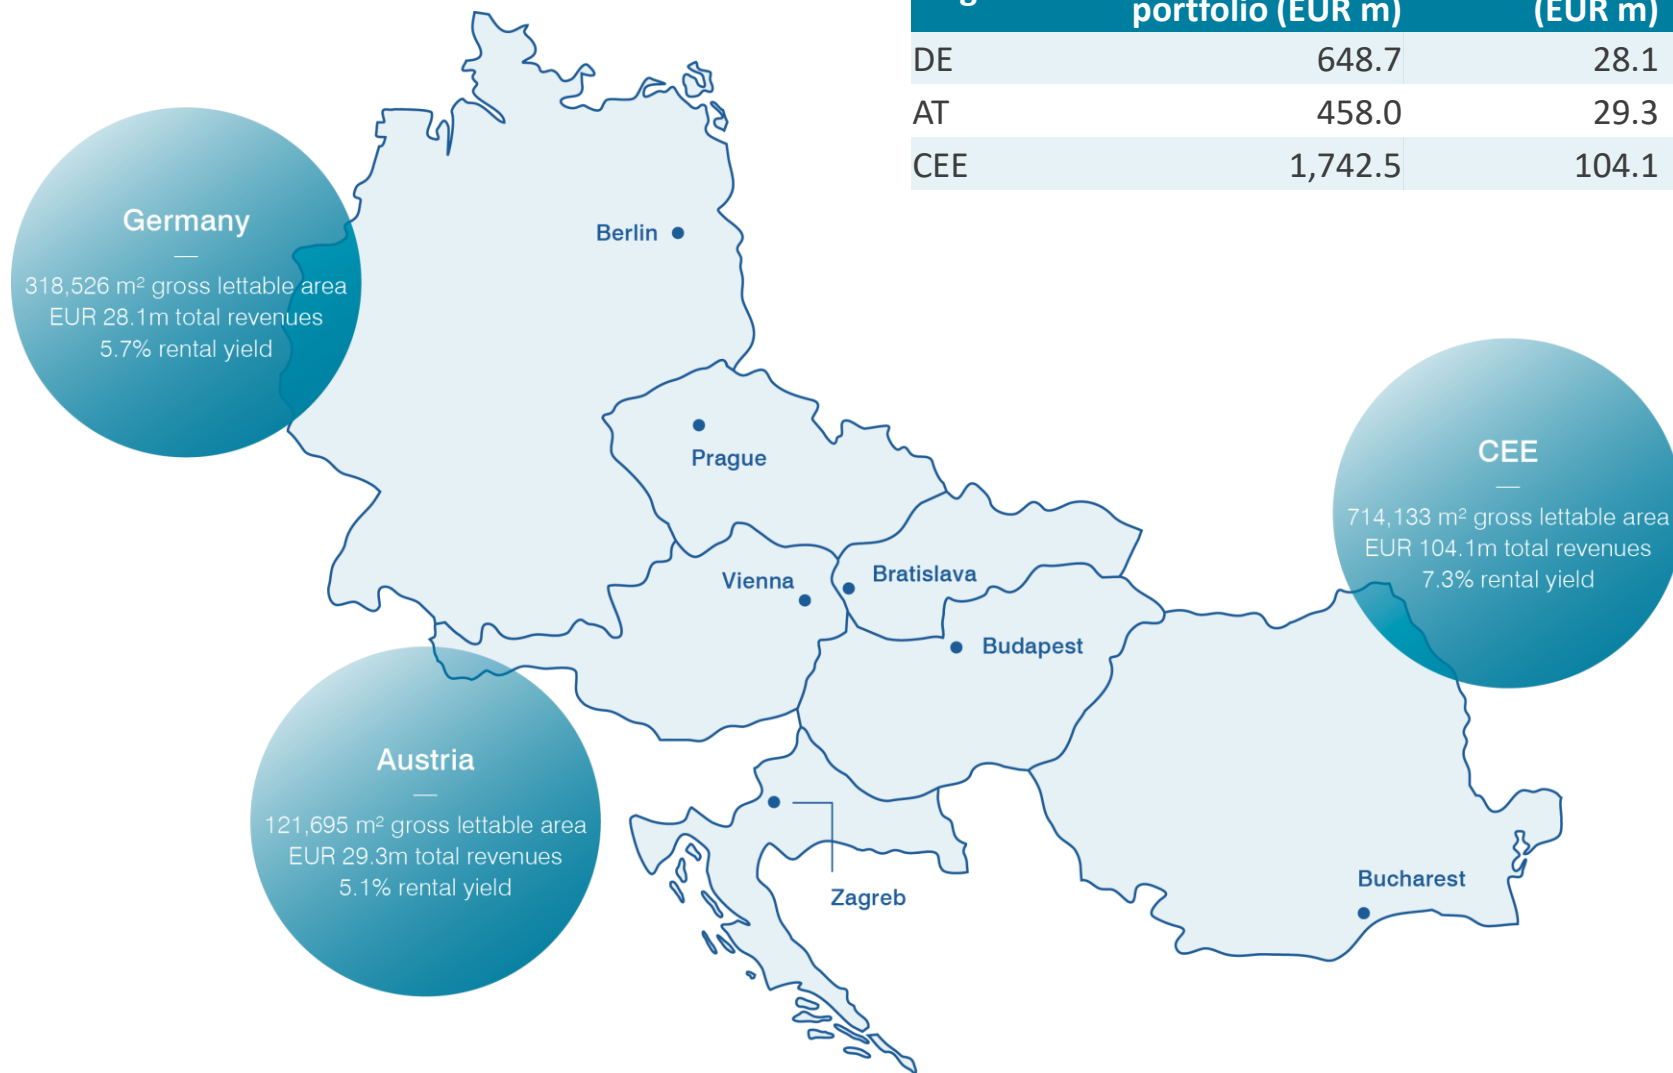 portfolio (EUR m) (EUR m)
DE 648.7 28.1
AT 458.0 29.3
CEE 1,742.5 104.1
Germany
318,526 m² gross lettable area
EUR 28.1m total revenues
5.7% rental yield
Berlin
Prague
CEE
714,133 m² gross lettable area
EUR 104.1m total revenues
7.3% rental yield
Vienna
Bratislava
Budapest
Austria
121,695 m² gross lettable area
EUR 29.3m total revenues
5.1% rental yield
Zagreb
Bucharest